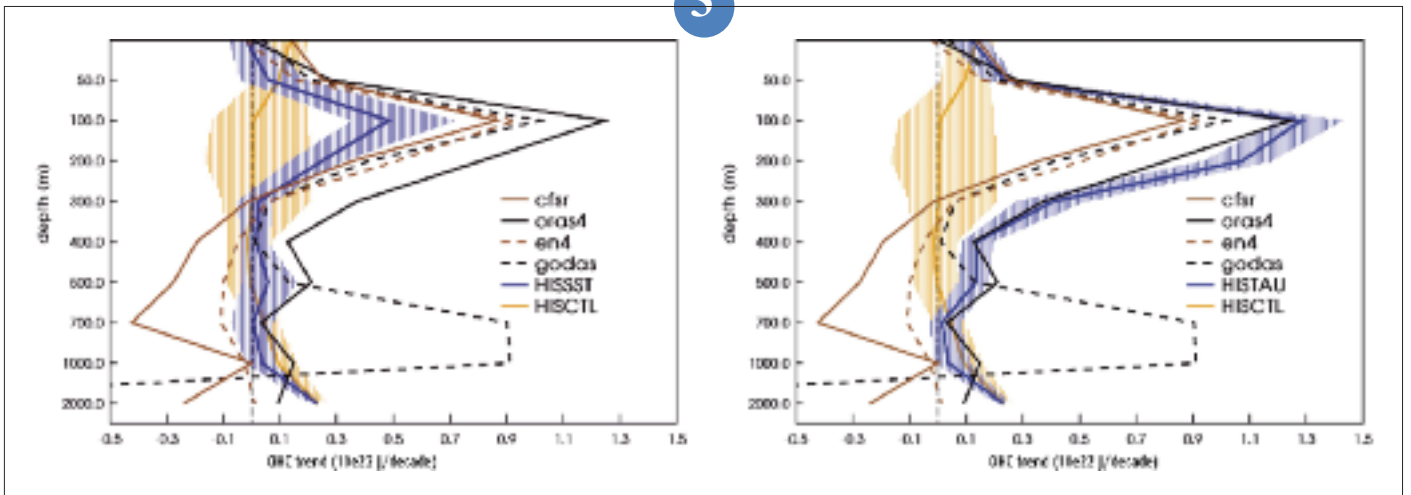 3
50.0
100.0
200.0
300.0
400.0
500.0
700.0
1000.0
2000.0
depth (m)
cfsr
oras4
en4
godas
HISSST
HISCTL
-0.5 -0.3 -0.1 0.1 0.3 0.5 0.7 0.9 1.1 1.3 1.5
OHC trend (10e22 j/decade)
50.0
100.0
200.0
300.0
400.0
500.0
700.0
1000.0
2000.0
depth (m)
cfsr
oras4
en4
godas
HISTAU
HISCTL
-0.5 -0.3 -0.1 0.1 0.3 0.5 0.7 0.9 1.1 1.3 1.5
OHC trend (10e22 j/decade)